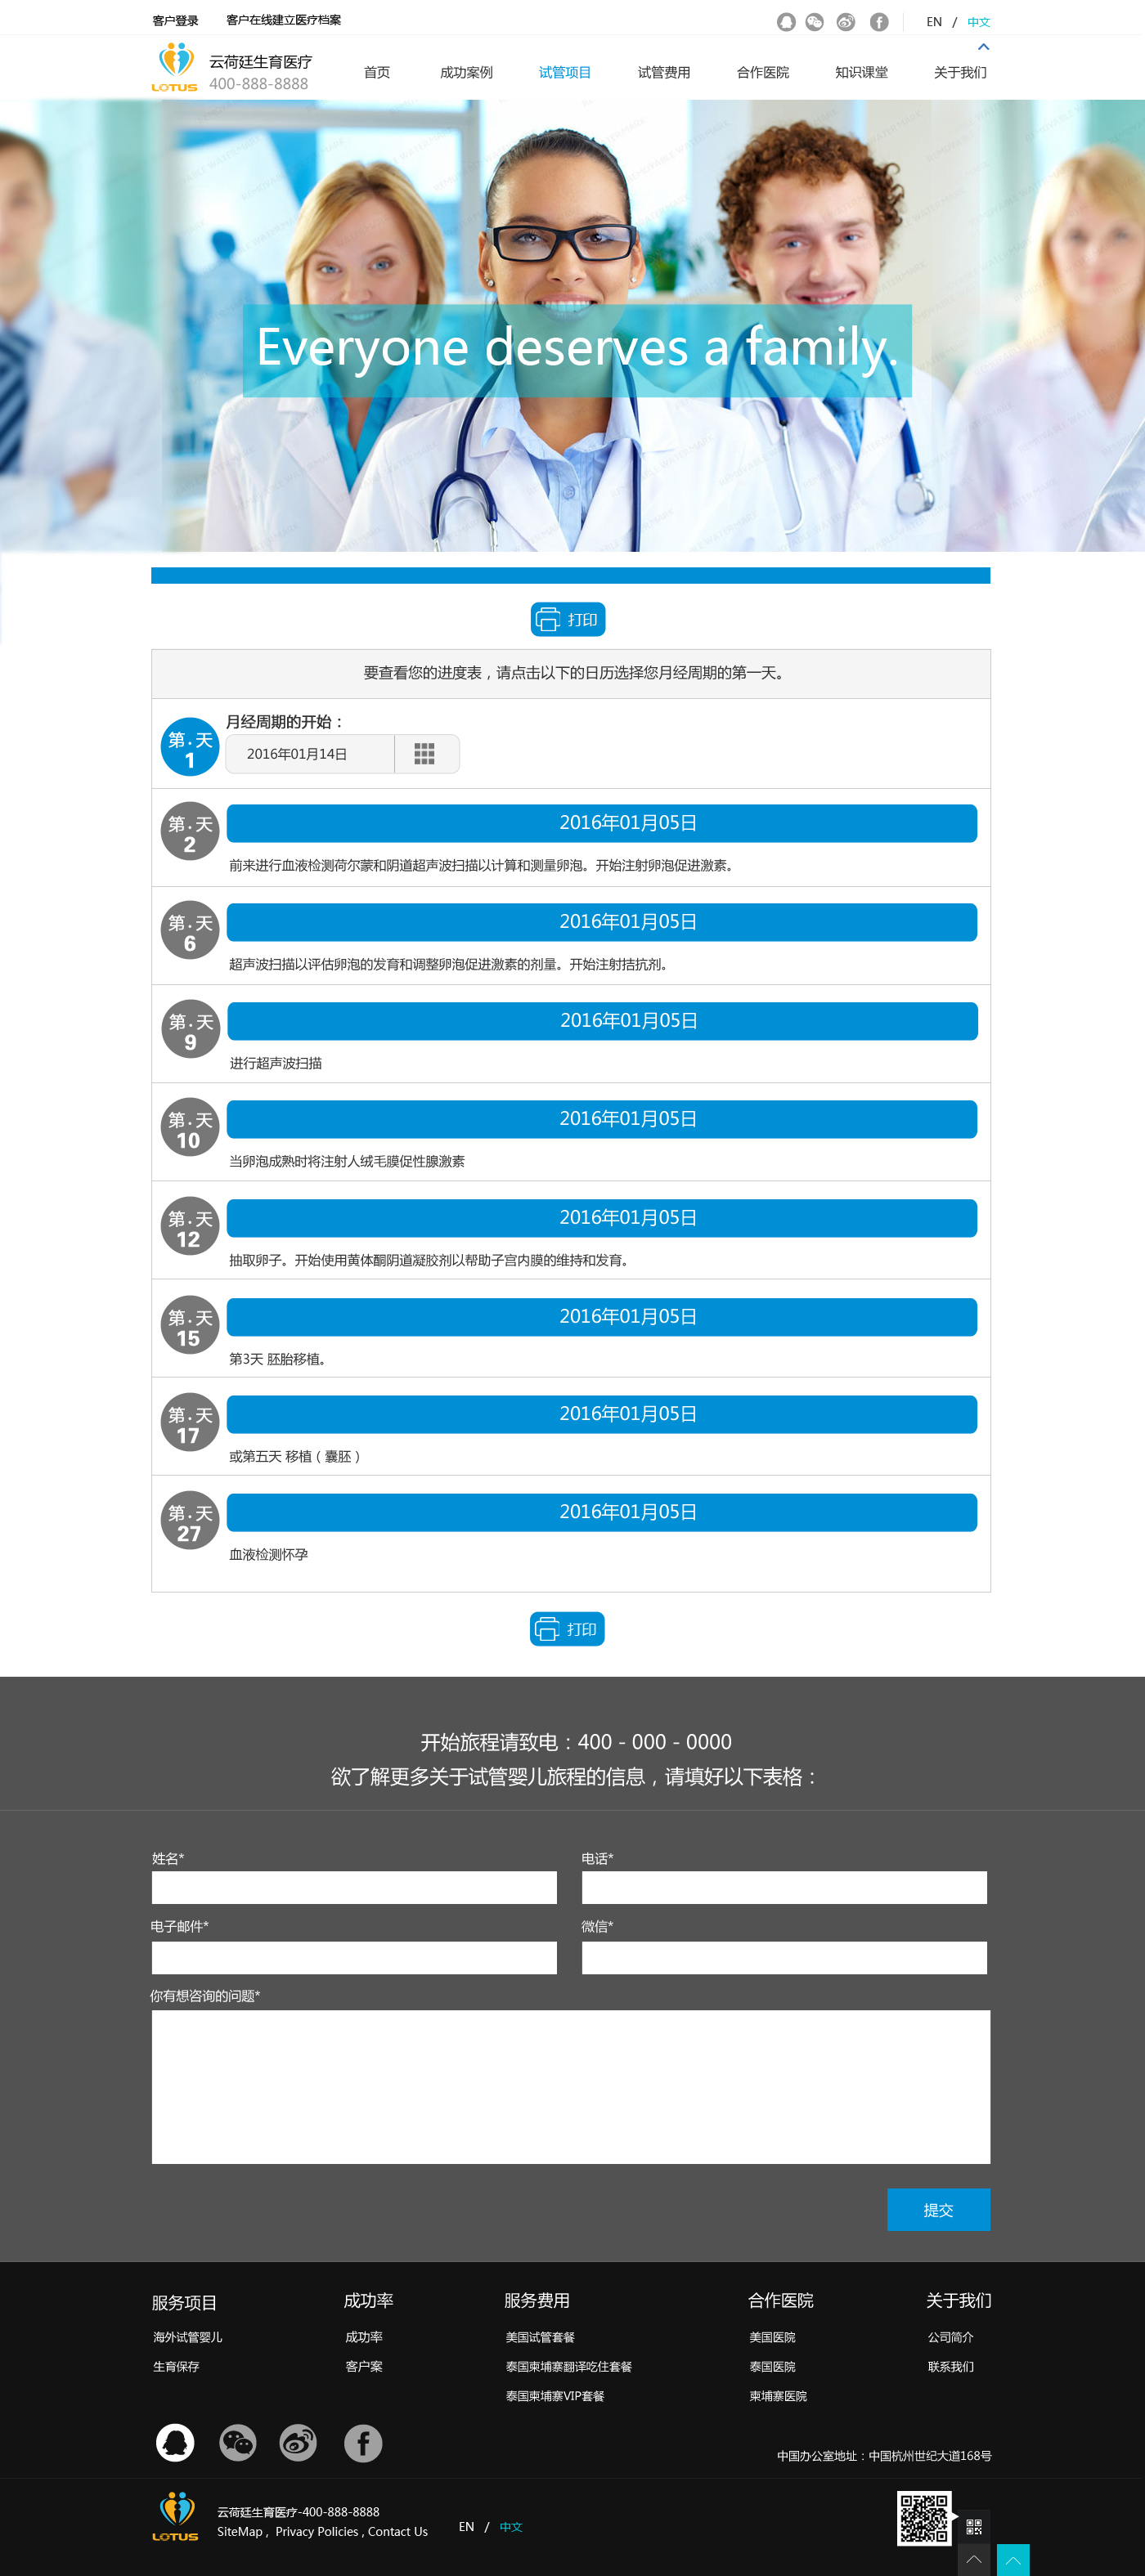 客户登录 客户在线建立医疗档案 EN / 中文
云荷廷生育医疗
400-888-8888
LOTUS
首页 成功案例 试管项目 试管费用 合作医院 知识课堂 关于我们
Everyone deserves a family.
打印
要查看您的进度表，请点击以下的日历选择您月经周期的第一天。
第.天
1
月经周期的开始：
2016年01月14日
第.天
2
2016年01月05日
前来进行血液检测荷尔蒙和阴道超声波扫描以计算和测量卵泡。开始注射卵泡促进激素。
第.天
6
2016年01月05日
超声波扫描以评估卵泡的发育和调整卵泡促进激素的剂量。开始注射拮抗剂。
第.天
9
2016年01月05日
进行超声波扫描
第.天
10
2016年01月05日
当卵泡成熟时将注射人绒毛膜促性腺激素
第.天
12
2016年01月05日
抽取卵子。开始使用黄体酮阴道凝胶剂以帮助子宫内膜的维持和发育。
第.天
15
2016年01月05日
第3天 胚胎移植。
第.天
17
2016年01月05日
或第五天 移植（囊胚）
第.天
27
2016年01月05日
血液检测怀孕
打印
开始旅程请致电：400 - 000 - 0000
欲了解更多关于试管婴儿旅程的信息，请填好以下表格：
姓名* 电话*
电子邮件* 微信*
你有想咨询的问题*
提交
服务项目 成功率 服务费用 合作医院 关于我们
海外试管婴儿 成功率 美国试管套餐 美国医院 公司简介
生育保存 客户案 泰国柬埔寨翻译吃住套餐 泰国医院 联系我们
泰国柬埔寨VIP套餐 柬埔寨医院
中国办公室地址：中国杭州世纪大道168号
LOTUS
云荷廷生育医疗-400-888-8888
SiteMap , Privacy Policies , Contact Us
EN / 中文